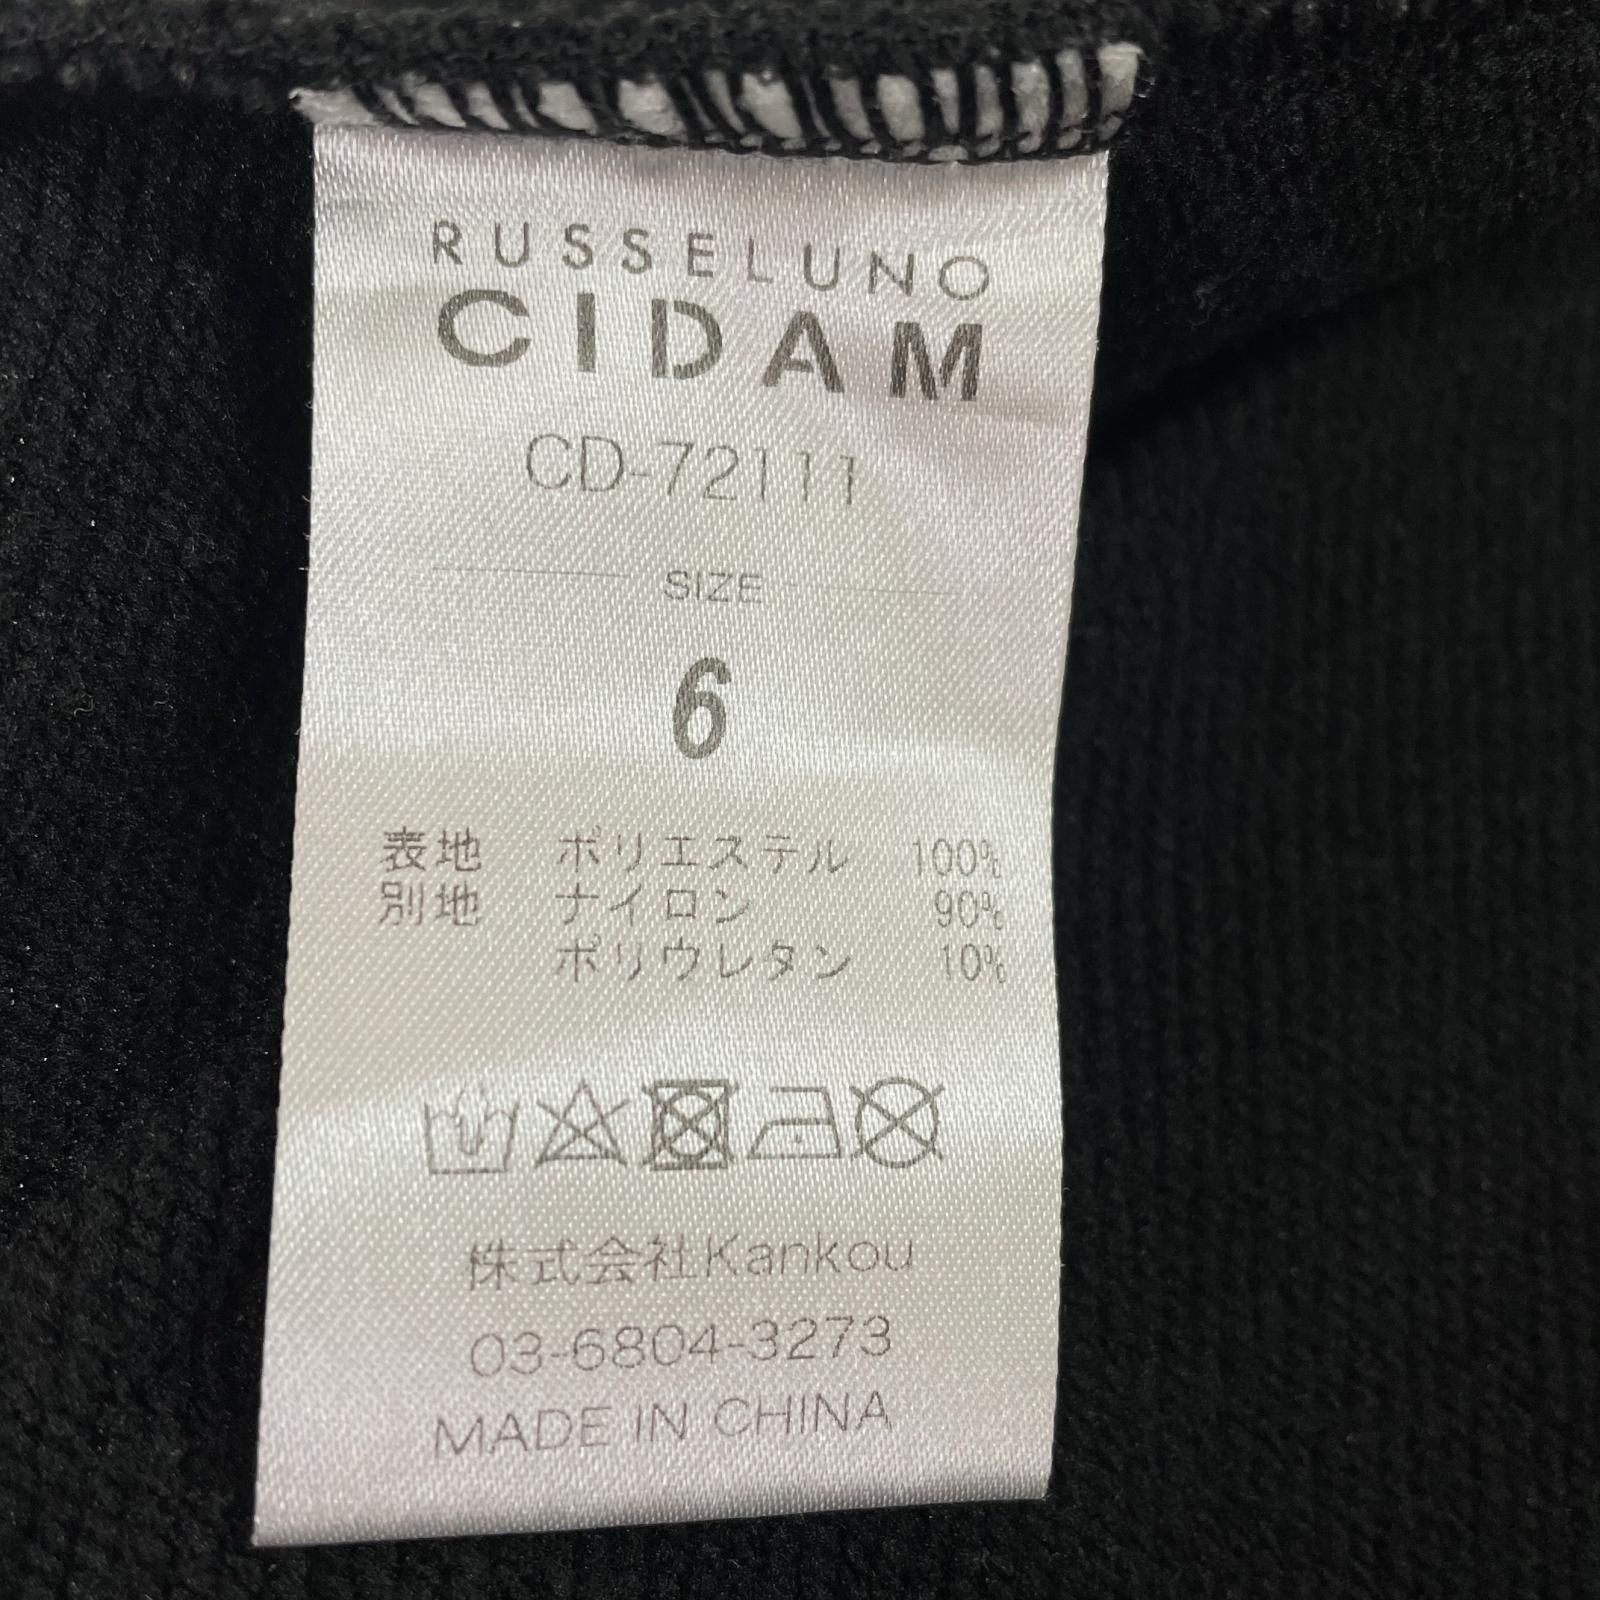 RUSSELUNO
CIDAM
CD-72111
SIZE
6
表地 ポリエステル 100%
別地 ナイロン 90%
ポリウレタン 10%
株式会社Kankou
03-6804-3273
MADE IN CHINA